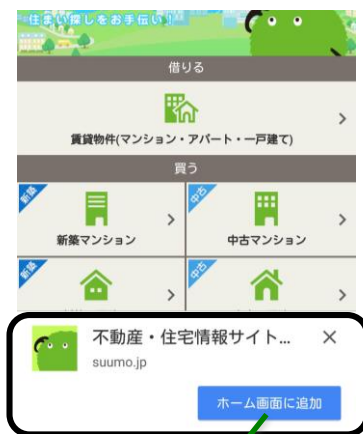 住まい探しをお手伝い！
借りる
賃貸物件(マンション・アパート・一戸建て)
買う
新築
中古
新築マンション
中古マンション
新築
中古
不動産・住宅情報サイト...
suumo.jp
ホーム画面に追加